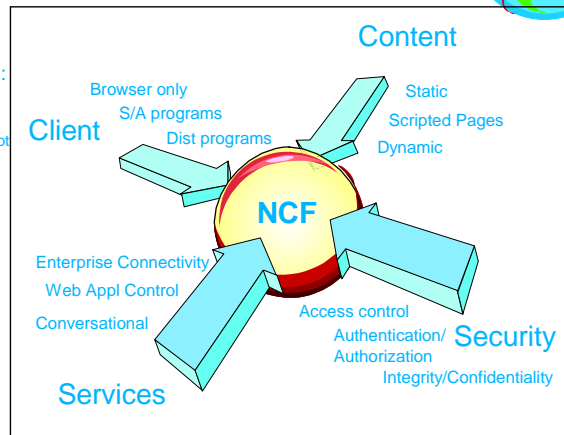 Content
:
Browser only
S/A programs
Dist programs
ot
Client
Static
Scripted Pages
Dynamic
NCF
Enterprise Connectivity
Web Appl Control
Conversational
Services
Access control
Authentication/
Authorization
Security
Integrity/Confidentiality